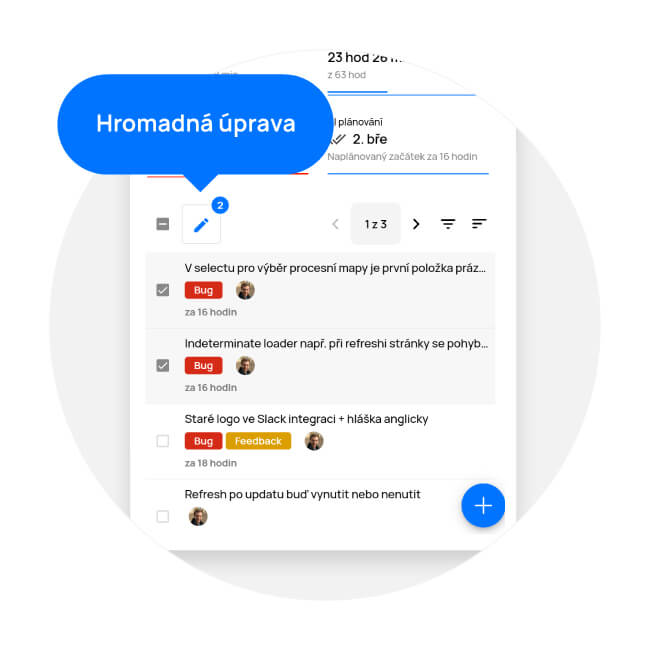 23 hod 26 m
z 63 hod
Hromadná úprava
plánování
2. bře
Naplánovaný začátek za 16 hodin
2
1 z 3
V selectu pro výběr procesní mapy je první položka práz...
Bug
za 16 hodin
Indeterminate loader např. při refreshi stránky se pohyb...
Bug
za 16 hodin
Staré logo ve Slack integraci + hláška anglicky
Bug Feedback
za 18 hodin
Refresh po updatu buď vynutit nebo nenutit